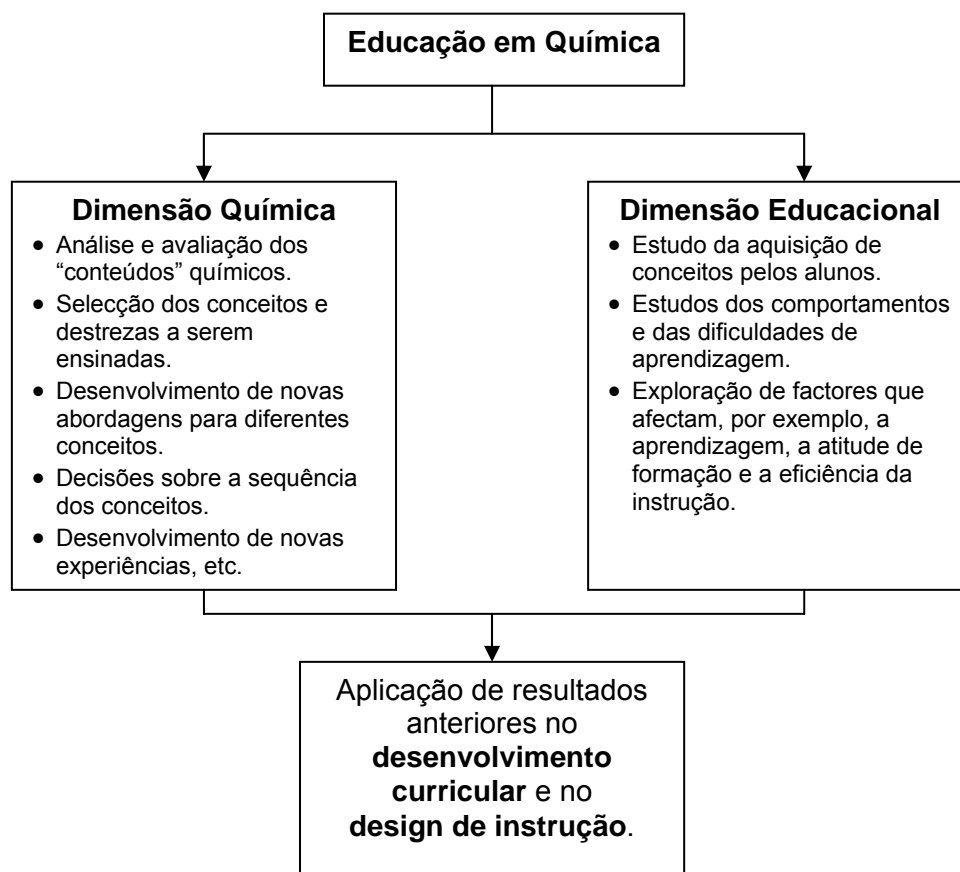 Educação em Química
Dimensão Química
• Análise e avaliação dos
“conteúdos” químicos.
• Selecção dos conceitos e
destrezas a serem
ensinadas.
• Desenvolvimento de novas
abordagens para diferentes
conceitos.
• Decisões sobre a sequência
dos conceitos.
• Desenvolvimento de novas
experiências, etc.
Dimensão Educacional
• Estudo da aquisição de
conceitos pelos alunos.
• Estudos dos comportamentos
e das dificuldades de
aprendizagem.
• Exploração de factores que
afectam, por exemplo, a
aprendizagem, a atitude de
formação e a eficiência da
instrução.
Aplicação de resultados
anteriores no
desenvolvimento
curricular e no
design de instrução.